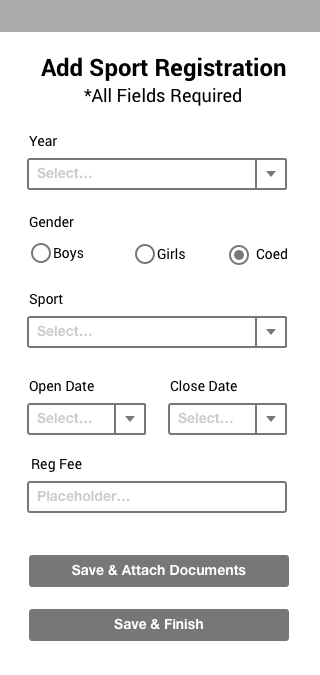 Add Sport Registration
*All Fields Required
Year
Select...
Gender
Boys Girls Coed
Sport
Select...
Open Date Close Date
Select... Select...
Reg Fee
Placeholder...
Save & Attach Documents
Save & Finish